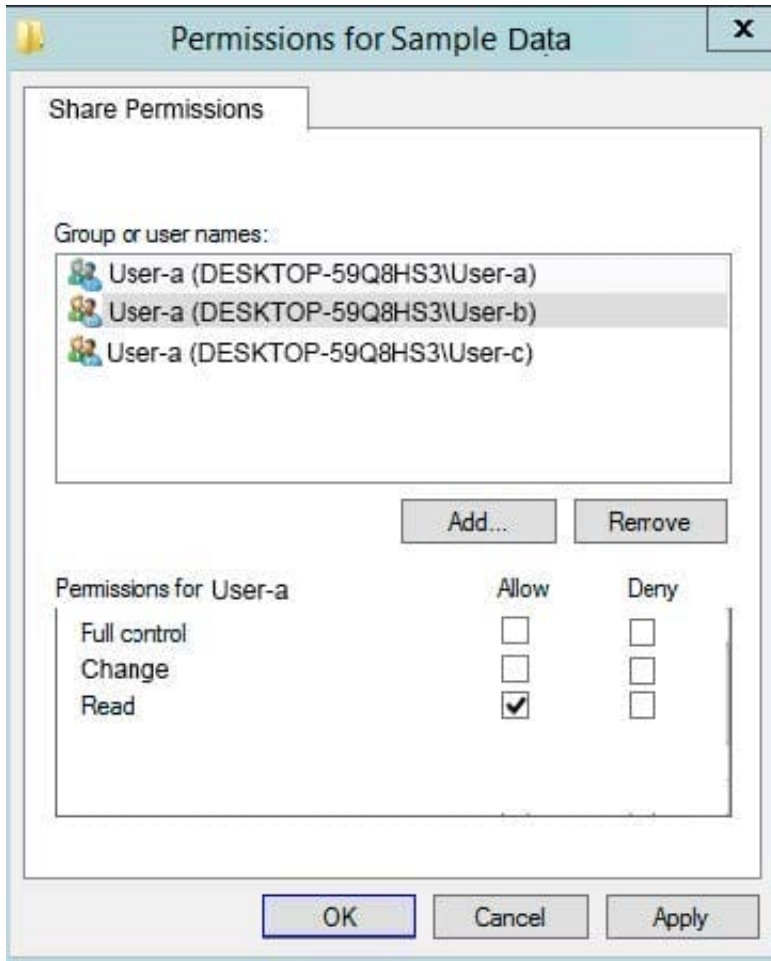 Permissions for Sample Data
x
Share Permissions
Group or user names:
User-a (DESKTOP-59Q8HS3\User-a)
User-a (DESKTOP-59Q8HS3\User-b)
User-a (DESKTOP-59Q8HS3\User-c)
Add... Remove
Permissions for User-a Allow Deny
Full control
Change
Read
OK Cancel Apply